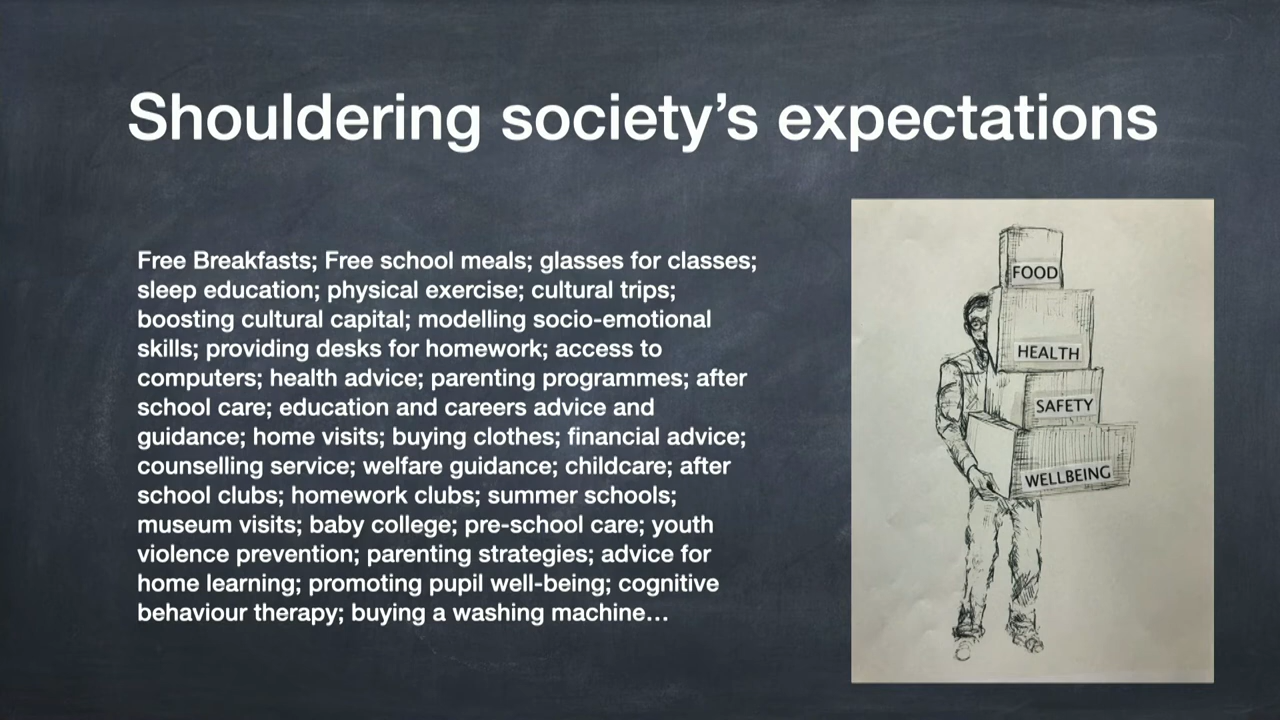 Shouldering society’s expectations
Free Breakfasts; Free school meals; glasses for classes;
sleep education; physical exercise; cultural trips;
boosting cultural capital; modelling socio-emotional
skills; providing desks for homework; access to
computers; health advice; parenting programmes; after
school care; education and careers advice and
guidance; home visits; buying clothes; financial advice;
counselling service; welfare guidance; childcare; after
school clubs; homework clubs; summer schools;
museum visits; baby college; pre-school care; youth
violence prevention; parenting strategies; advice for
home learning; promoting pupil well-being; cognitive
behaviour therapy; buying a washing machine…
FOOD
HEALTH
SAFETY
WELLBEING